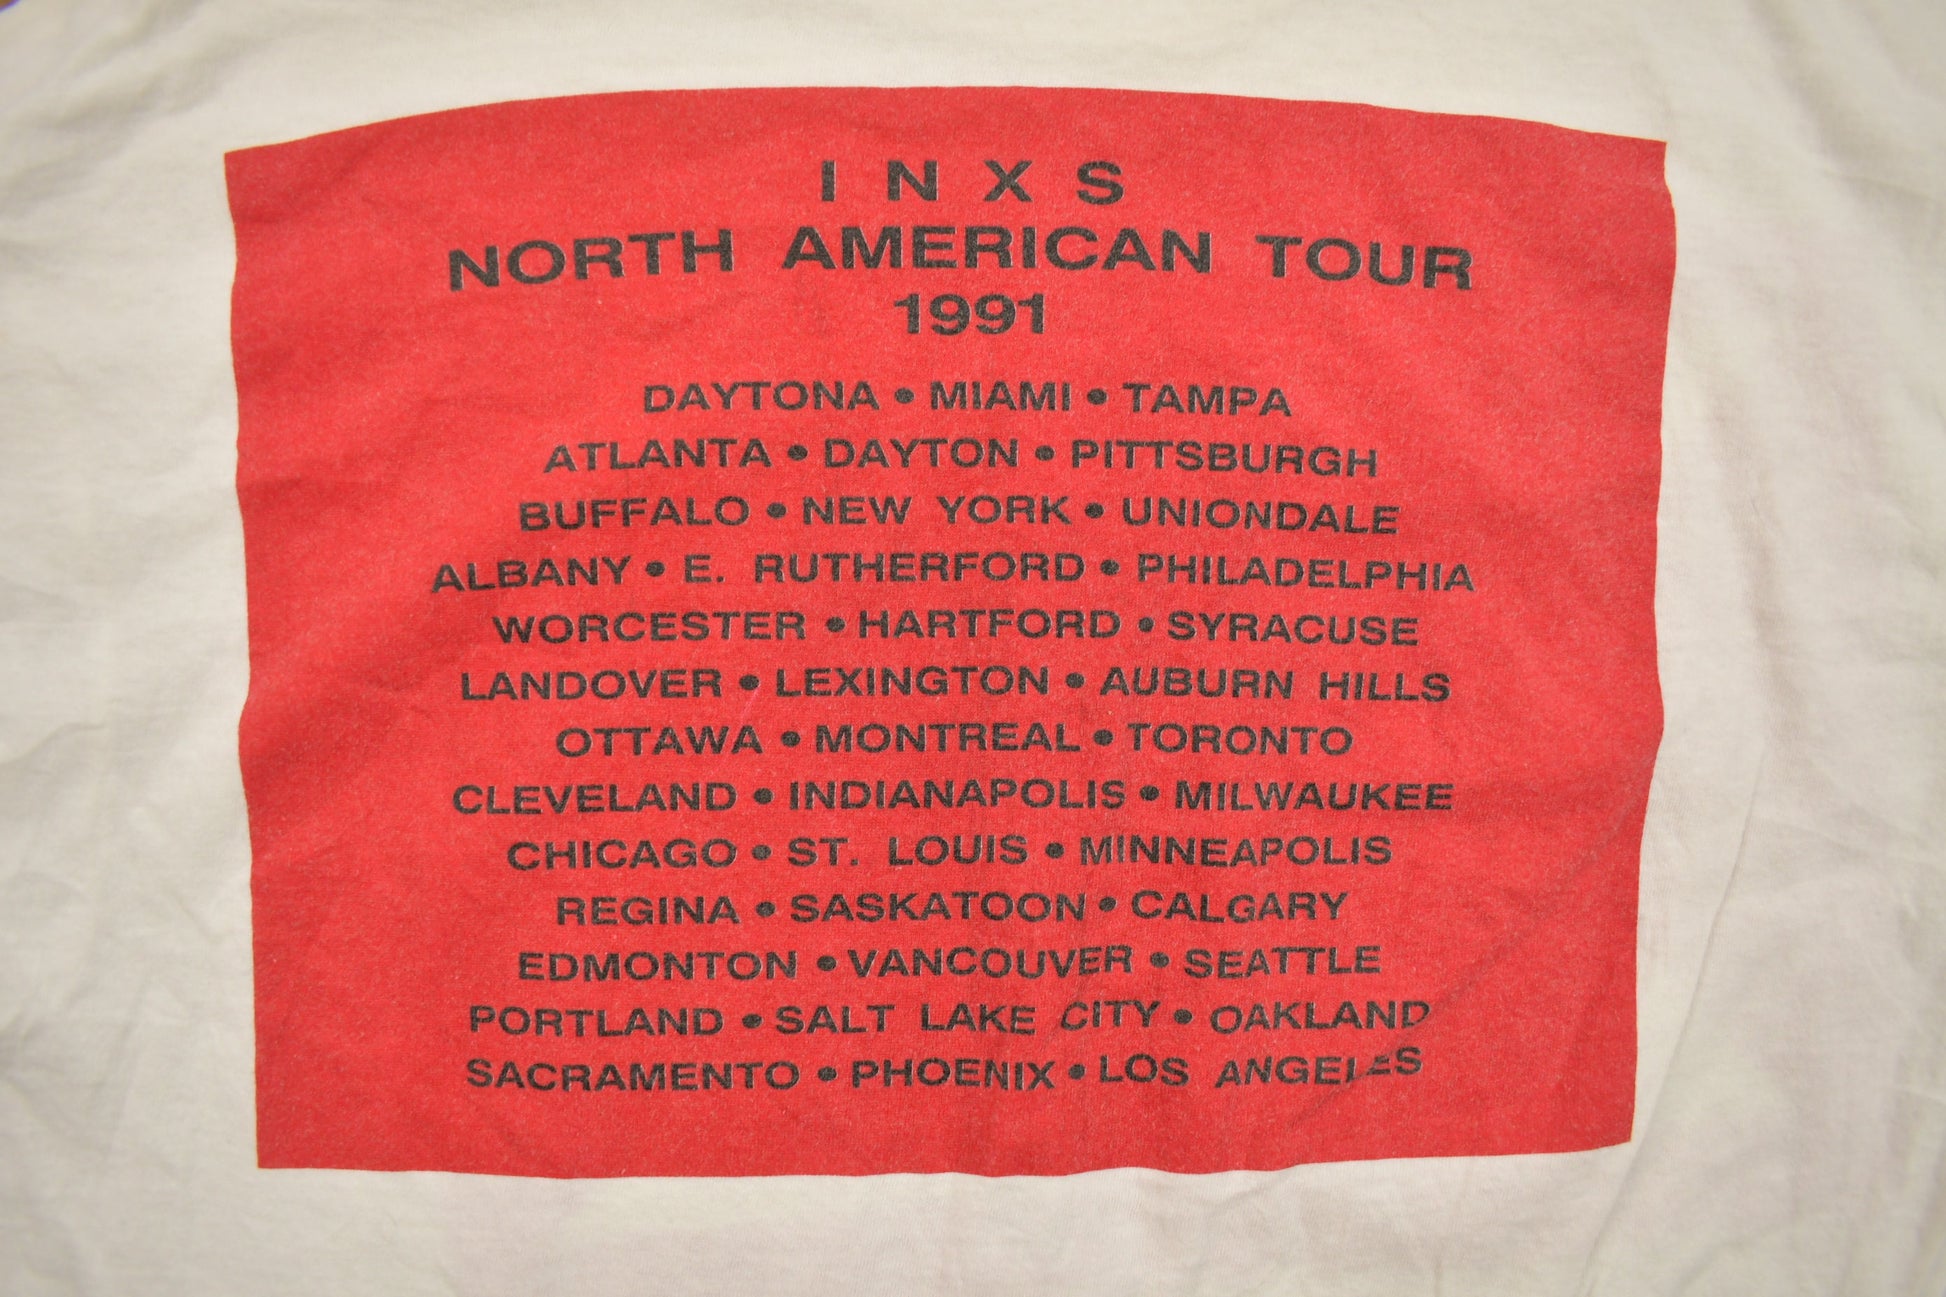 INXS
NORTH AMERICAN TOUR
1991
DAYTONA • MIAMI • TAMPA
ATLANTA • DAYTON • PITTSBURGH
BUFFALO • NEW YORK • UNIONDALE
ALBANY • E. RUTHERFORD • PHILADELPHIA
WORCESTER • HARTFORD • SYRACUSE
LANDOVER • LEXINGTON • AUBURN HILLS
OTTAWA • MONTREAL • TORONTO
CLEVELAND • INDIANAPOLIS • MILWAUKEE
CHICAGO • ST. LOUIS • MINNEAPOLIS
REGINA • SASKATOON • CALGARY
EDMONTON • VANCOUVER • SEATTLE
PORTLAND • SALT LAKE CITY • OAKLAND
SACRAMENTO • PHOENIX • LOS ANGELES